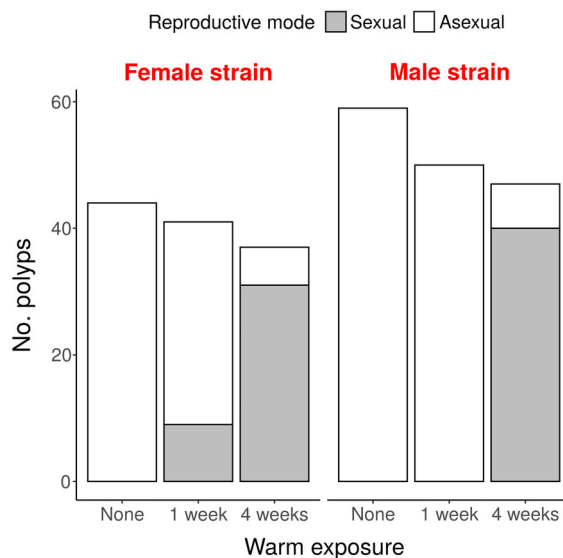 Reproductive mode Sexual Asexual
Female strain Male strain
No. polyps
60
40
20
0
None 1 week 4 weeks None 1 week 4 weeks
Warm exposure